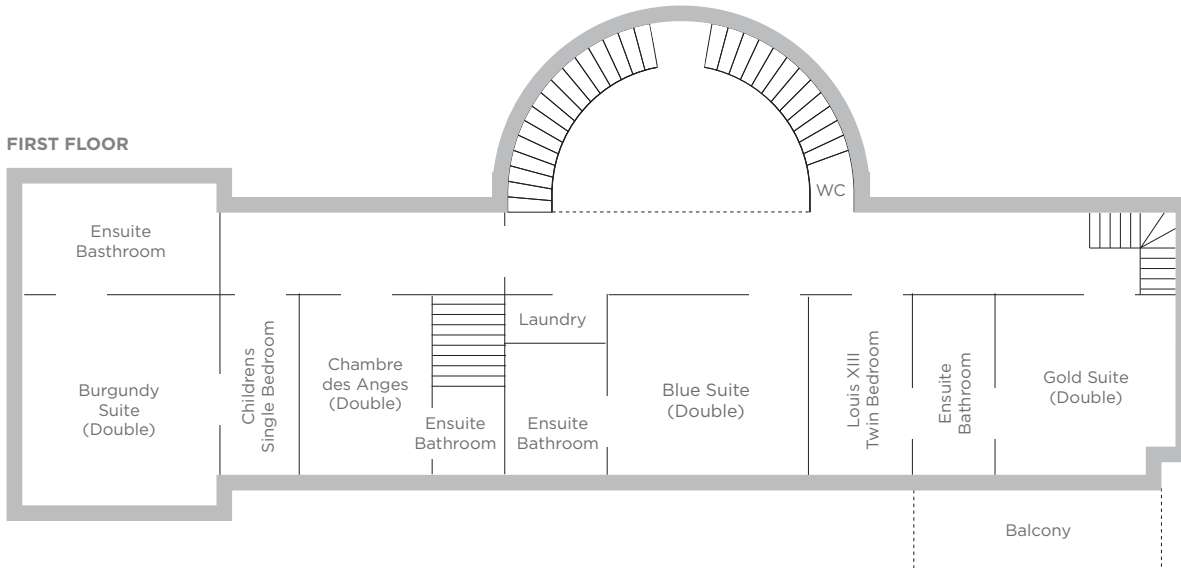 FIRST FLOOR
WC
Ensuite
Basthroom
Laundry
Burgundy
Suite
(Double)
Childrens
Single Bedroom
Chambre
des Anges
(Double)
Ensuite
Bathroom
Ensuite
Bathroom
Blue Suite
(Double)
Louis XIII
Twin Bedroom
Ensuite
Bathroom
Gold Suite
(Double)
Balcony